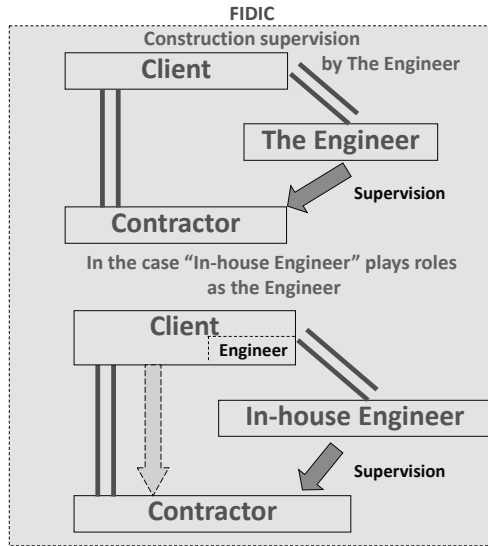 FIDIC
Construction supervision
by The Engineer
Client
The Engineer
Supervision
Contractor
In the case “In-house Engineer” plays roles
as the Engineer
Client
Engineer
In-house Engineer
Supervision
Contractor